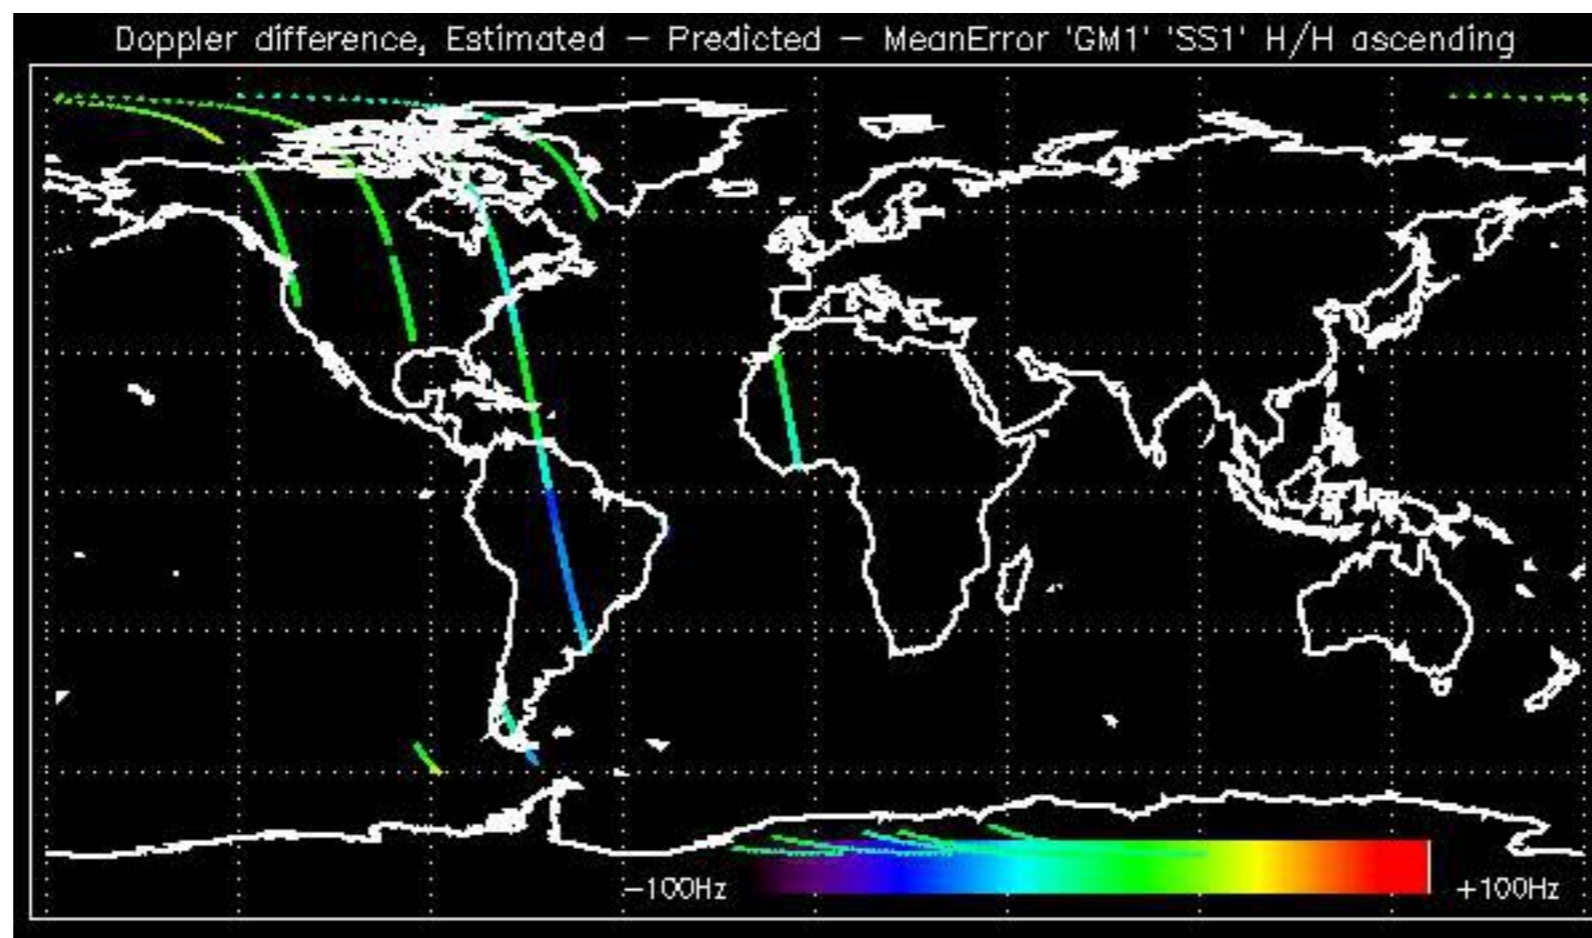 Doppler difference, Estimated — Predicted — MeanError 'GM1' 'SS1' H/H ascending
−100Hz
+100Hz